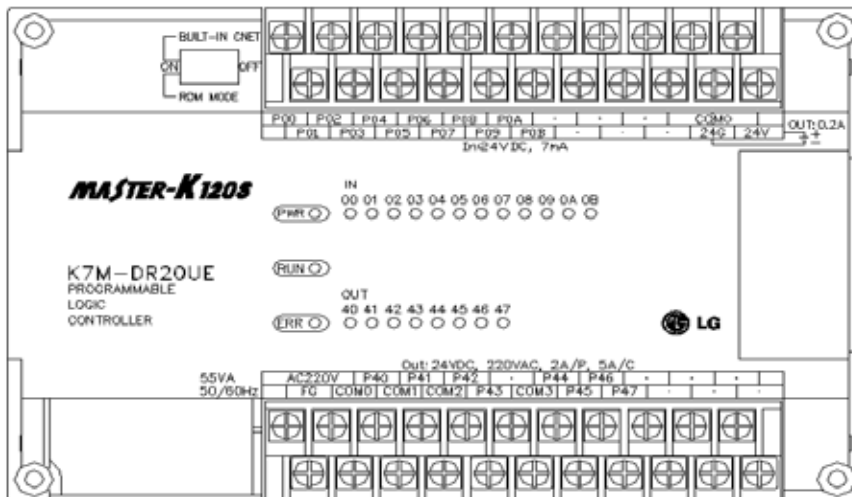 BUILT-IN CNET
ON OFF
ROM MODE
P00 P02 P04 P06 P08 P0A · · · COM0
P01 P03 P05 P07 P09 P0B · · · 24G 24V
OUT:0.2A
In:24VDC, 7mA
MASTER-K120S
IN
00 01 02 03 04 05 06 07 08 09 0A 0B
PWR
K7M-DR20UE
PROGRAMMABLE
LOGIC
CONTROLLER
RUN
OUT
40 41 42 43 44 45 46 47
ERR
LG
Out: 24VDC, 220VAC, 2A/P, 5A/C
55VA
50/60Hz
AC220V P40 P41 P42 · P44 P46 · · · ·
FG COM0 COM1 COM2 P43 COM3 P45 P47 · · ·